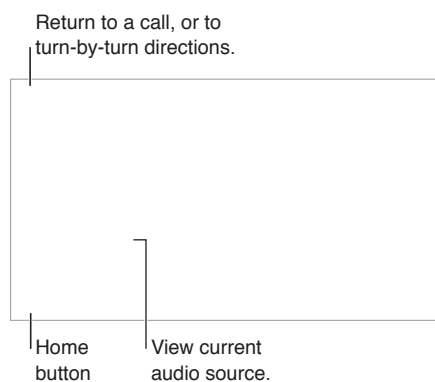 Return to a call, or to
turn-by-turn directions.
Home
button
View current
audio source.